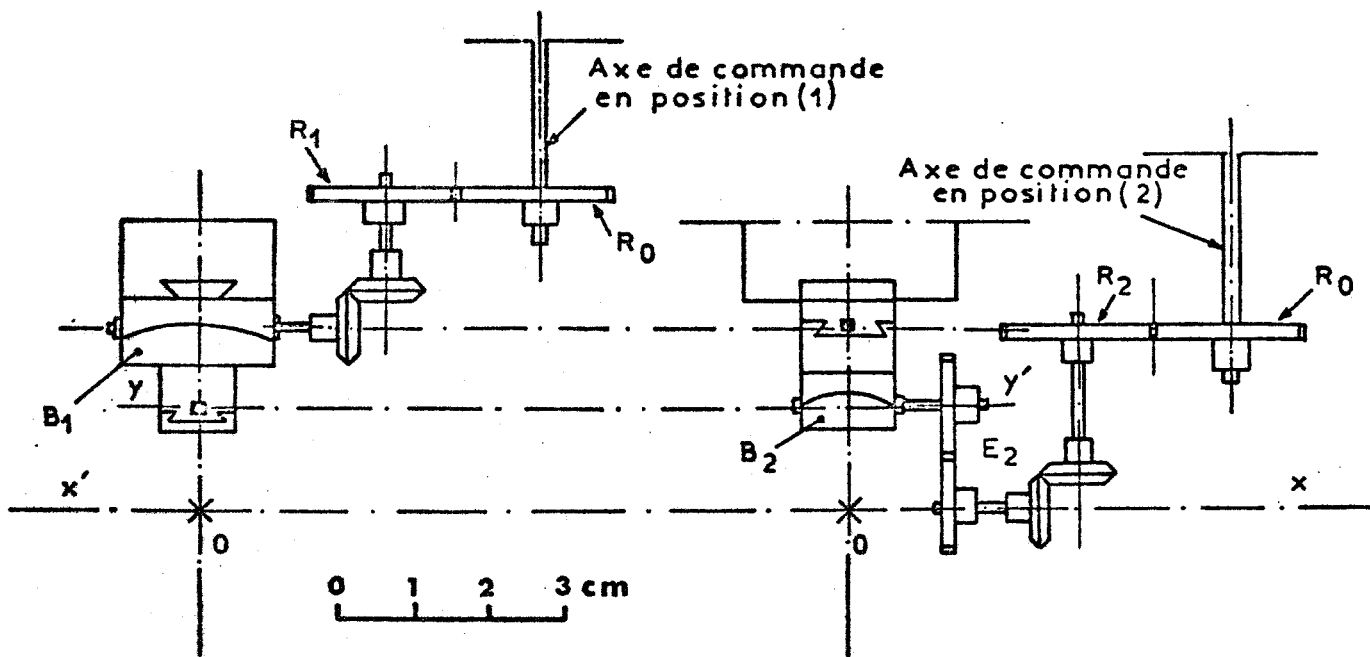 Axe de commande
en position(1)
R1
R0
Axe de commande
en position(2)
R2
R0
B1
y
y'
B2
E2
x'
x
0
0
0 1 2 3 cm